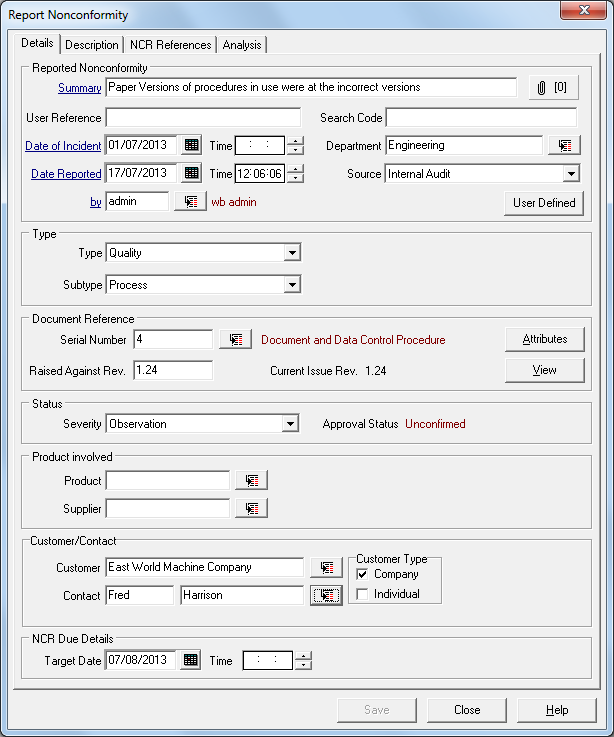 Report Nonconformity
Details Description NCR References Analysis
Reported Nonconformity
Summary Paper Versions of procedures in use were at the incorrect versions [0]
User Reference Search Code
Date of Incident 01/07/2013 Time : : Department Engineering
Date Reported 17/07/2013 Time 12:06:06 Source Internal Audit
by admin wb admin User Defined
Type
Type Quality
Subtype Process
Document Reference
Serial Number 4 Document and Data Control Procedure Attributes
Raised Against Rev. 1.24 Current Issue Rev. 1.24 View
Status
Severity Observation Approval Status Unconfirmed
Product involved
Product
Supplier
Customer/Contact
Customer East World Machine Company Customer Type
Company
Contact Fred Harrison Individual
NCR Due Details
Target Date 07/08/2013 Time : :
Save Close Help